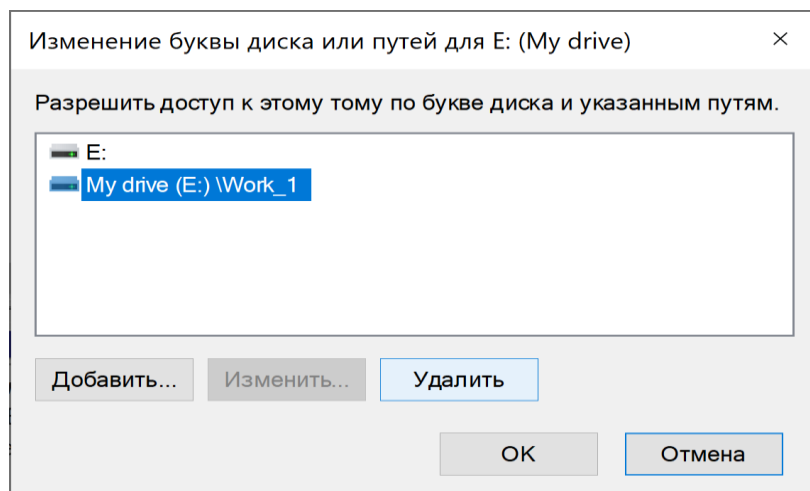 Изменение буквы диска или путей для E: (My drive)
Разрешить доступ к этому тому по букве диска и указанным путям.
E:
My drive (E:) \Work_1
Добавить...
Изменить...
Удалить
ОК
Отмена